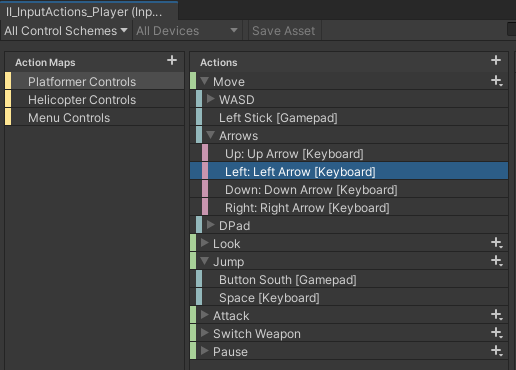 II_InputActions_Player (Inp...
All Control Schemes All Devices Save Asset
Action Maps + Actions +
Platformer Controls
Helicopter Controls
Menu Controls
Move
WASD
Left Stick [Gamepad]
Arrows
Up: Up Arrow [Keyboard]
Left: Left Arrow [Keyboard]
Down: Down Arrow [Keyboard]
Right: Right Arrow [Keyboard]
DPad
Look
Jump
Button South [Gamepad]
Space [Keyboard]
Attack
Switch Weapon
Pause